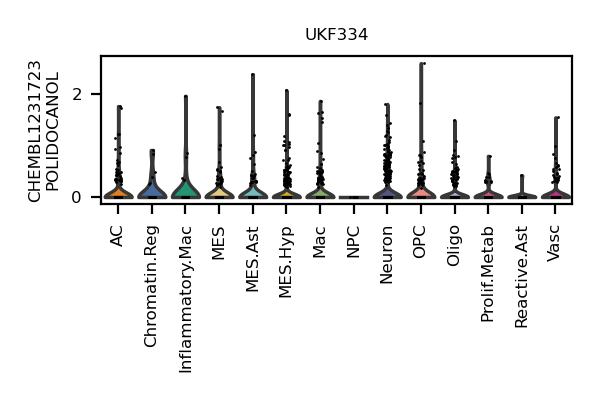 UKF334
CHEMBL1231723
POLIDOCANOL
2
0
AC
Chromatin.Reg
Inflammatory.Mac
MES
MES.Ast
MES.Hyp
Mac
NPC
Neuron
OPC
Oligo
Prolif.Metab
Reactive.Ast
Vasc